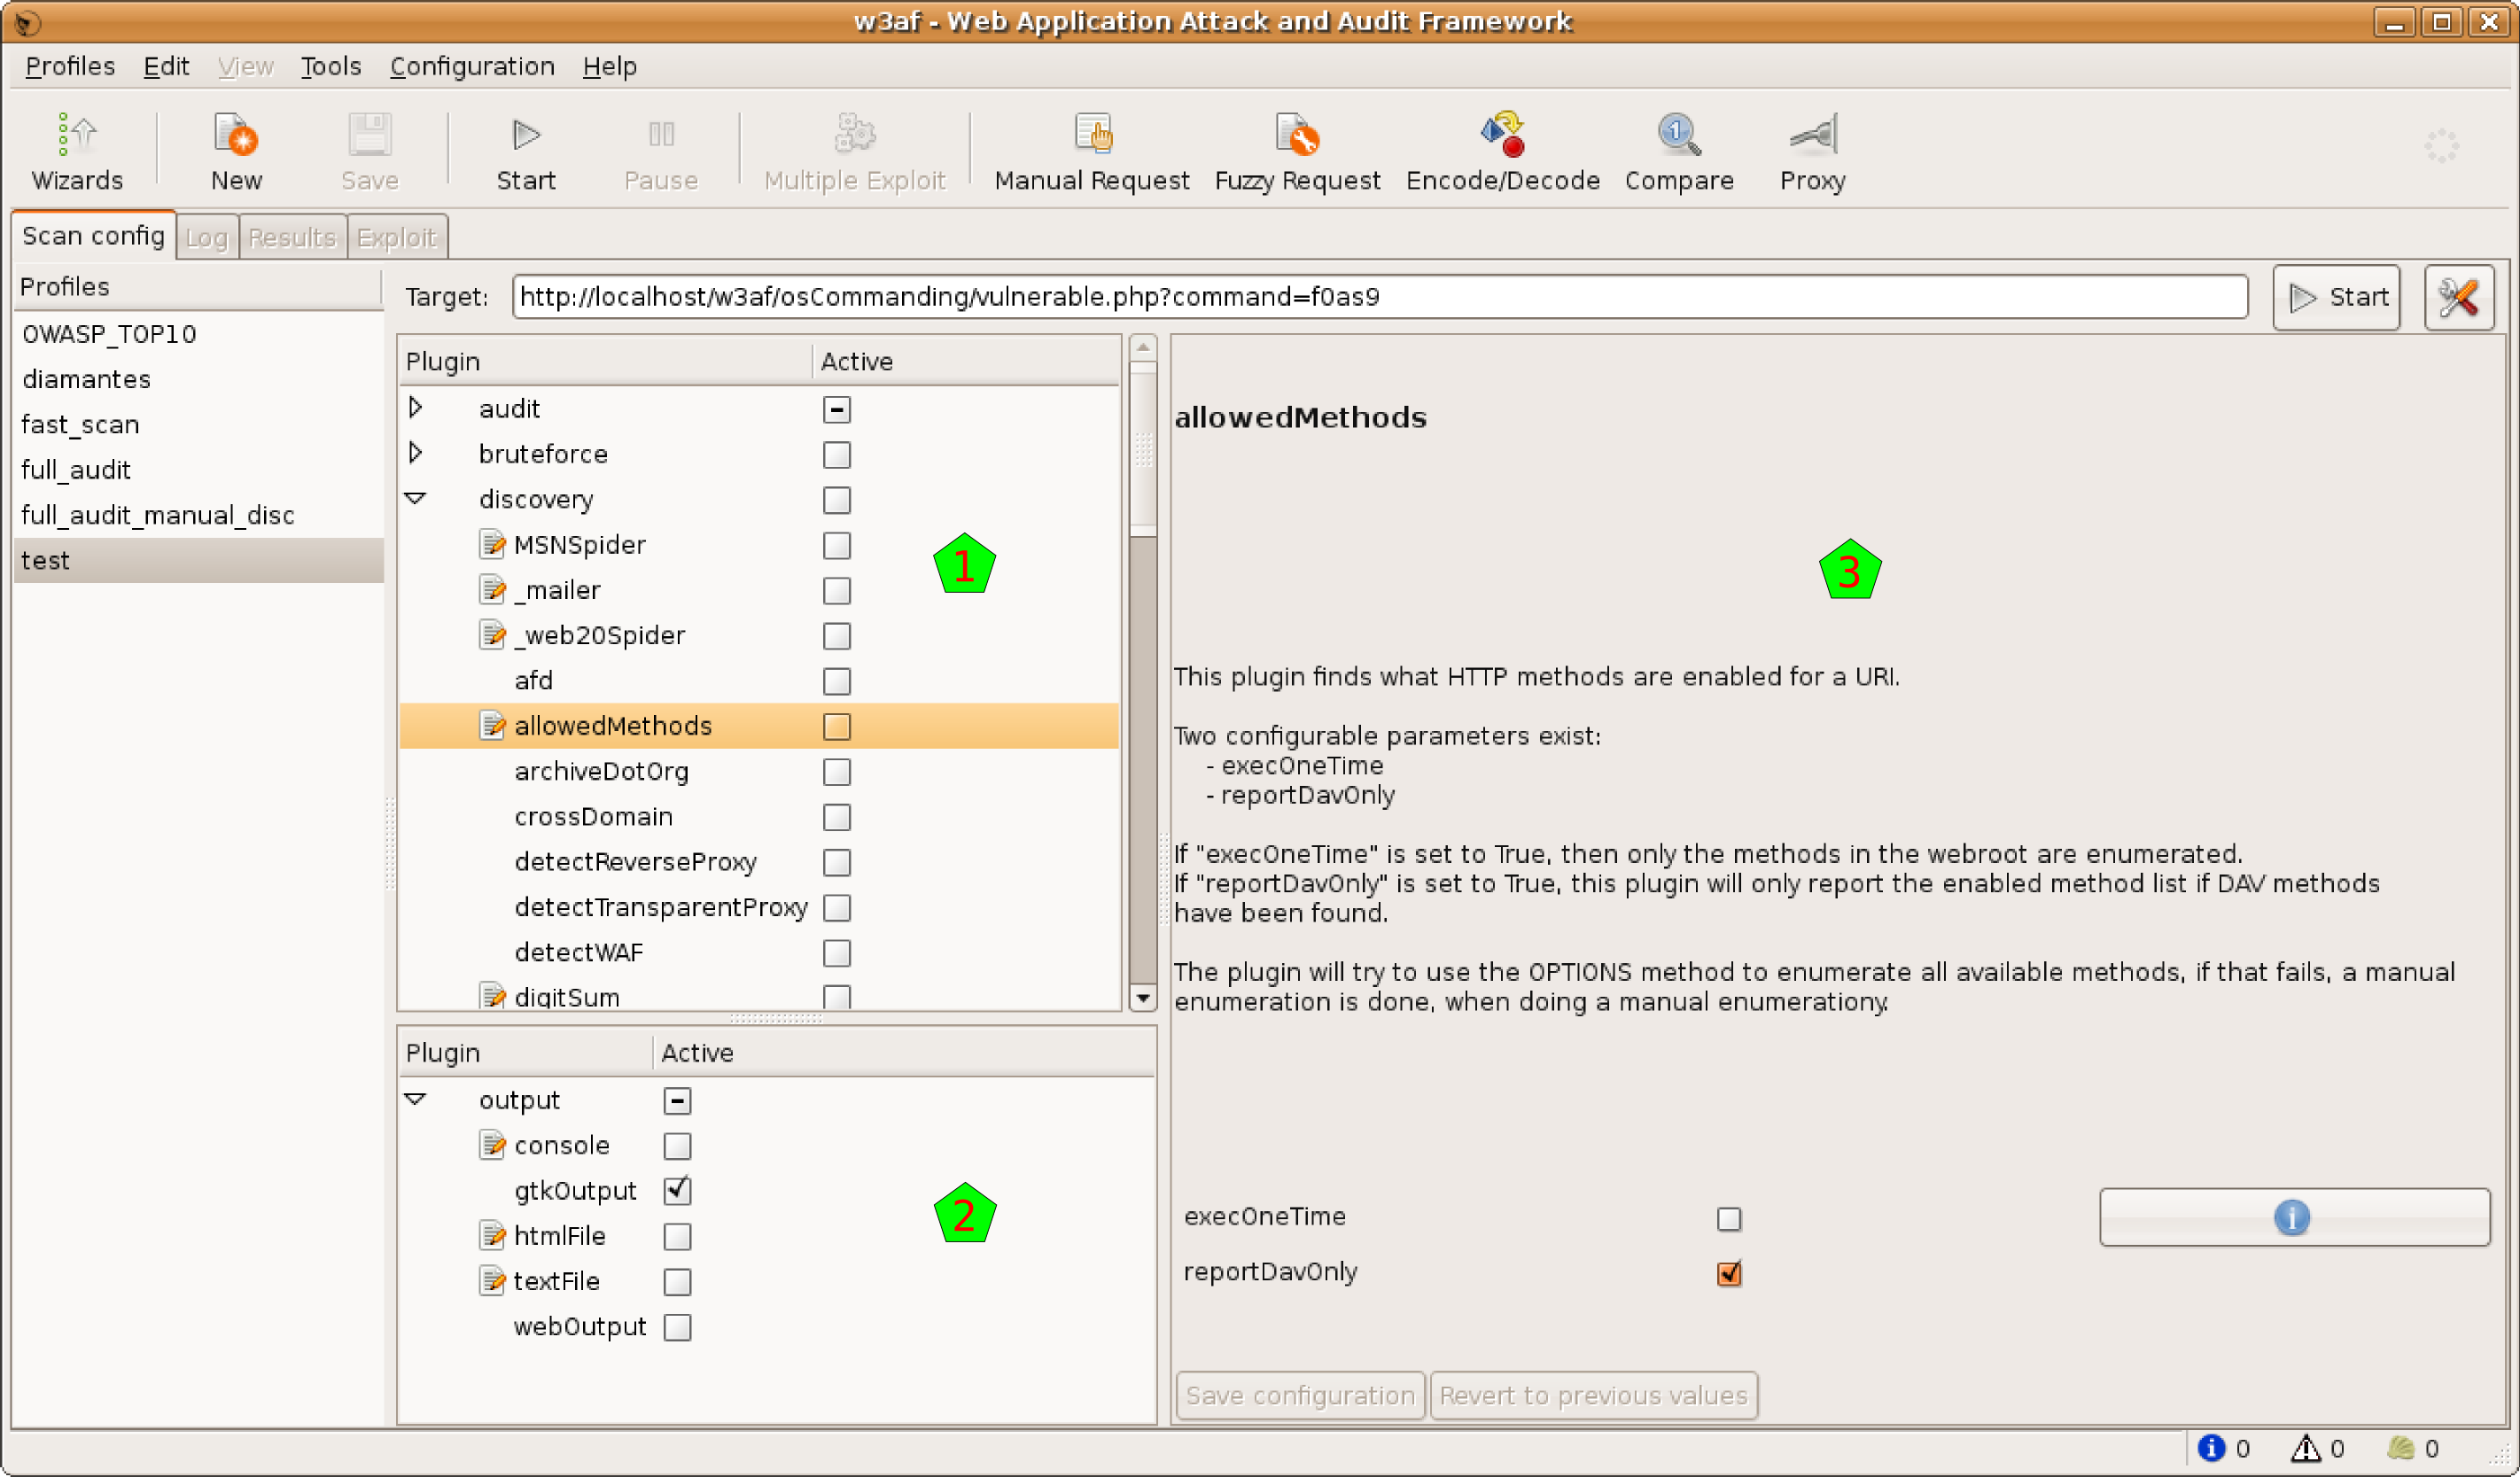 w3af - Web Application Attack and Audit Framework
Profiles Edit View Tools Configuration Help
Wizards New Save Start Pause Multiple Exploit Manual Request Fuzzy Request Encode/Decode Compare Proxy
Scan config Log Results Exploit
Profiles
OWASP_TOP10
diamantes
fast_scan
full_audit
full_audit_manual_disc
test
Target: http://localhost/w3af/osCommanding/vulnerable.php?command=f0as9 Start
Plugin Active
audit
bruteforce
discovery
MSNSpider
_mailer
_web20Spider
afd
allowedMethods
archiveDotOrg
crossDomain
detectReverseProxy
detectTransparentProxy
detectWAF
digitSum
1
Plugin Active
output
console
gtkOutput
htmlFile
textFile
webOutput
2
allowedMethods
3
This plugin finds what HTTP methods are enabled for a URI.
Two configurable parameters exist:
- execOneTime
- reportDavOnly
If "execOneTime" is set to True, then only the methods in the webroot are enumerated.
If "reportDavOnly" is set to True, this plugin will only report the enabled method list if DAV methods
have been found.
The plugin will try to use the OPTIONS method to enumerate all available methods, if that fails, a manual
enumeration is done, when doing a manual enumerationy.
execOneTime
reportDavOnly
Save configuration Revert to previous values
0 0 0